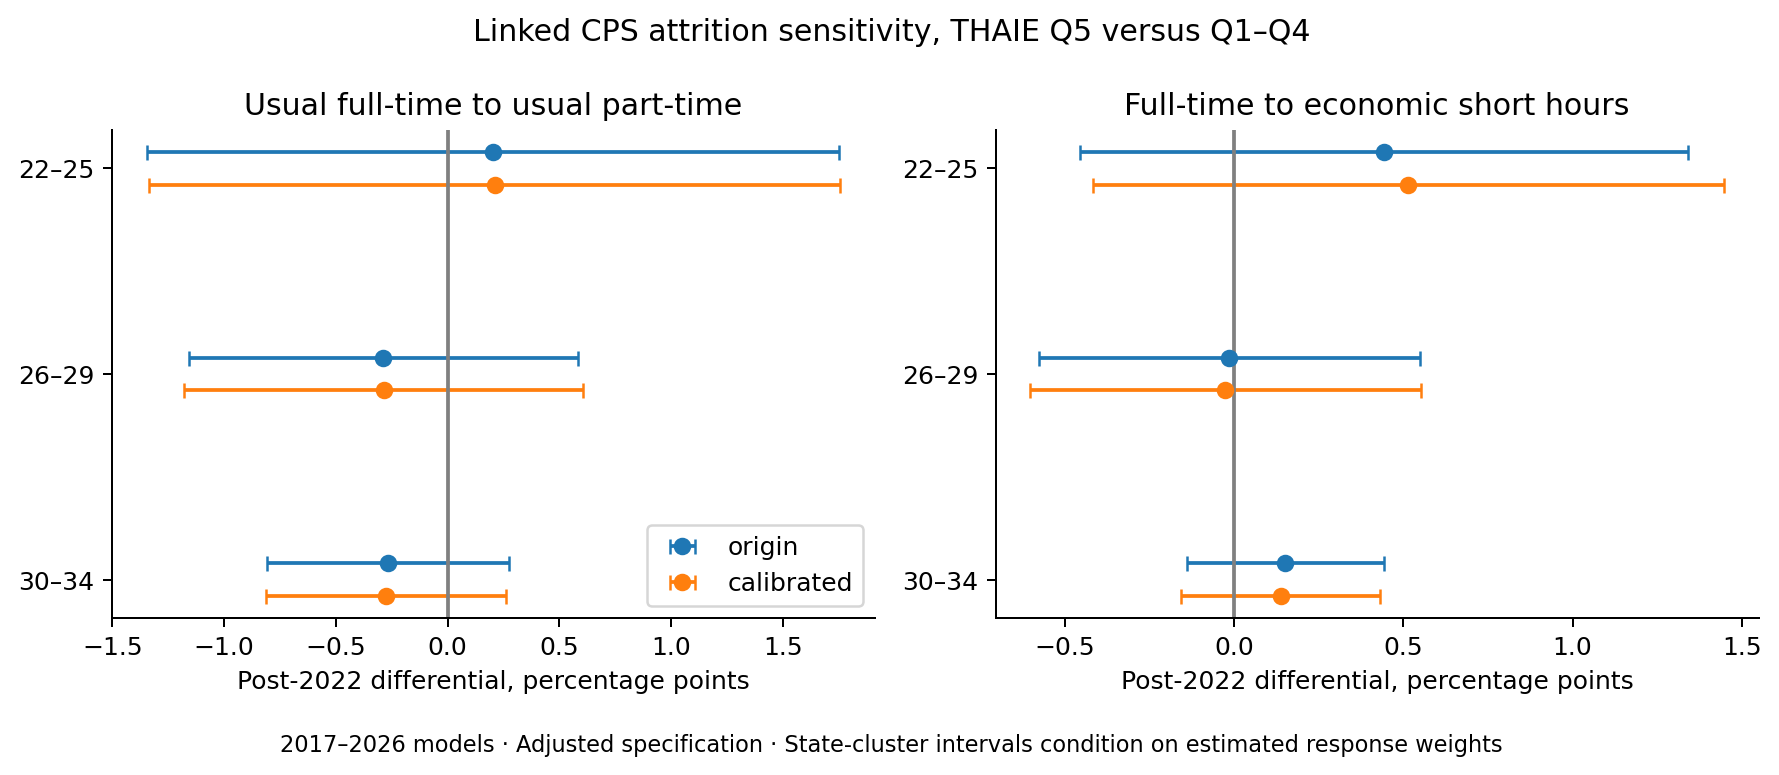 Linked CPS attrition sensitivity, THAIE Q5 versus Q1–Q4
Usual full-time to usual part-time
22–25
26–29
30–34
origin
calibrated
−1.5 −1.0 −0.5 0.0 0.5 1.0 1.5
Post-2022 differential, percentage points
Full-time to economic short hours
22–25
26–29
30–34
−0.5 0.0 0.5 1.0 1.5
Post-2022 differential, percentage points
2017–2026 models · Adjusted specification · State-cluster intervals condition on estimated response weights